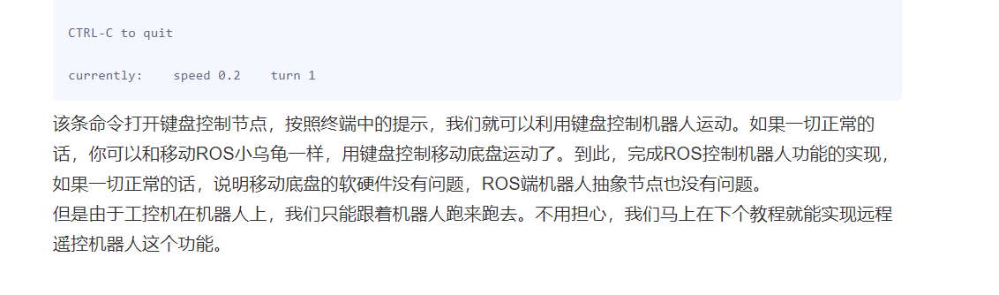 CTRL-C to quit
currently:    speed 0.2    turn 1
该条命令打开键盘控制节点，按照终端中的提示，我们就可以利用键盘控制机器人运动。如果一切正常的
话，你可以和移动ROS小乌龟一样，用键盘控制移动底盘运动了。到此，完成ROS控制机器人功能的实现，
如果一切正常的话，说明移动底盘的软硬件没有问题，ROS端机器人抽象节点也没有问题。
但是由于工控机在机器人上，我们只能跟着机器人跑来跑去。不用担心，我们马上在下个教程就能实现远程
遥控机器人这个功能。